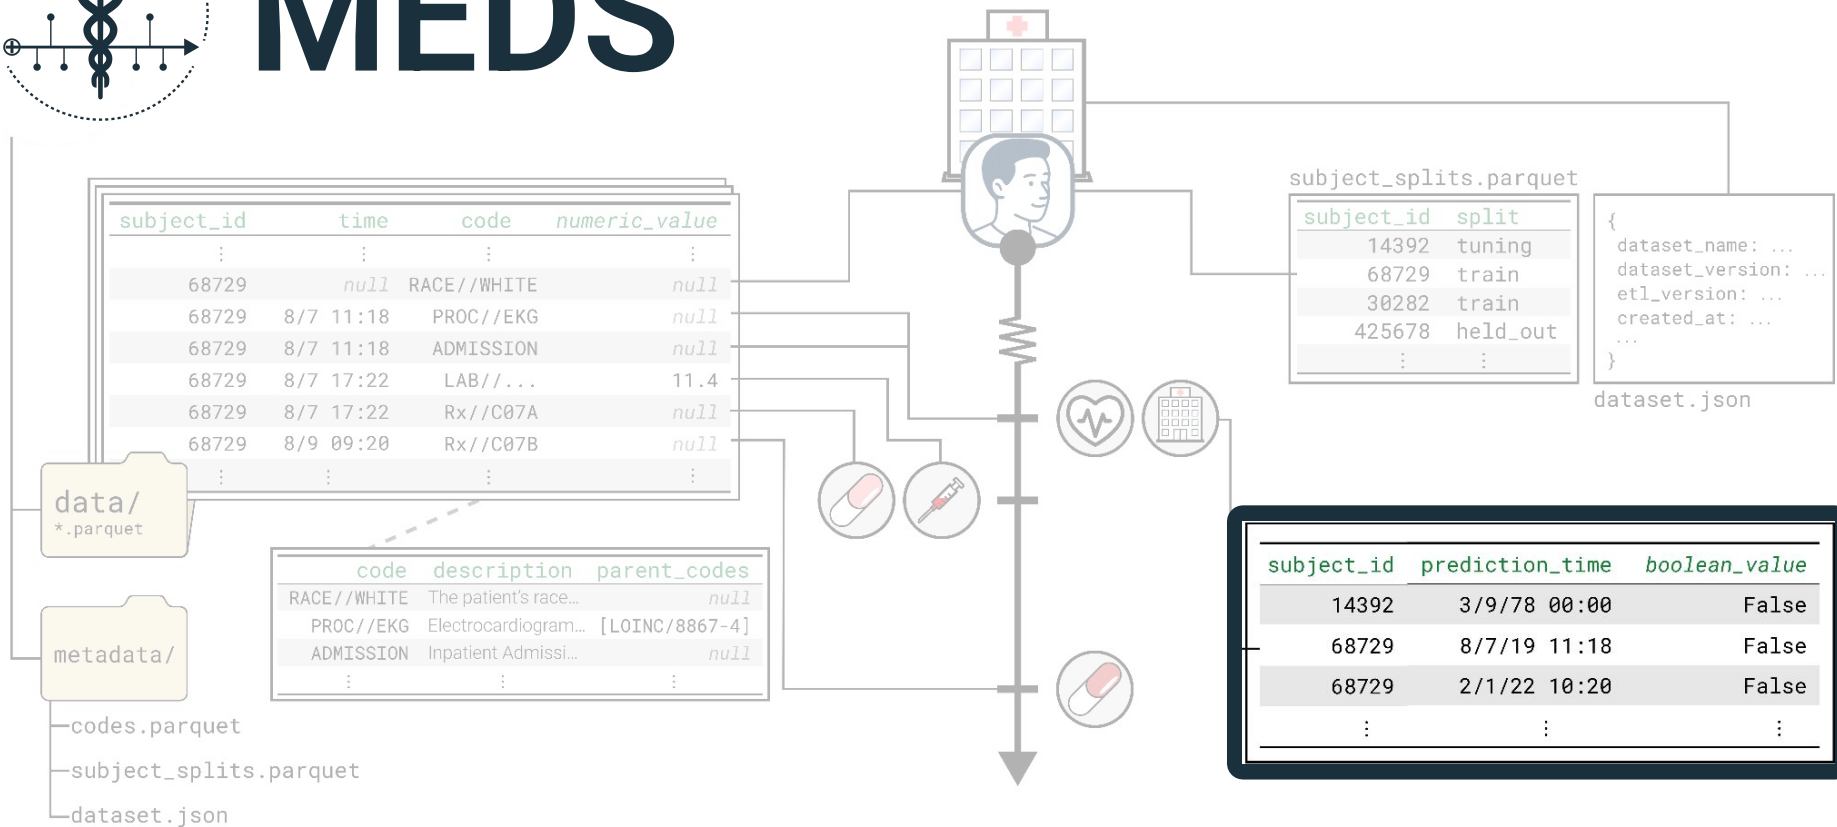 MEDS
subject_id time code numeric_value
⋮ ⋮ ⋮ ⋮
68729 null RACE//WHITE null
68729 8/7 11:18 PROC//EKG null
68729 8/7 11:18 ADMISSION null
68729 8/7 17:22 LAB//... 11.4
68729 8/7 17:22 Rx//C07A null
68729 8/9 09:20 Rx//C07B null
⋮ ⋮ ⋮ ⋮
data/
*.parquet
code description parent_codes
RACE//WHITE The patient's race... null
PROC//EKG Electrocardiogram... [LOINC/8867-4]
ADMISSION Inpatient Admissi... null
⋮ ⋮ ⋮
metadata/
codes.parquet
subject_splits.parquet
dataset.json
subject_splits.parquet
subject_id split
14392 tuning
68729 train
30282 train
425678 held_out
⋮ ⋮
{
dataset_name: ...
dataset_version: ...
etl_version: ...
created_at: ...
...
}
dataset.json
subject_id prediction_time boolean_value
14392 3/9/78 00:00 False
68729 8/7/19 11:18 False
68729 2/1/22 10:20 False
⋮ ⋮ ⋮